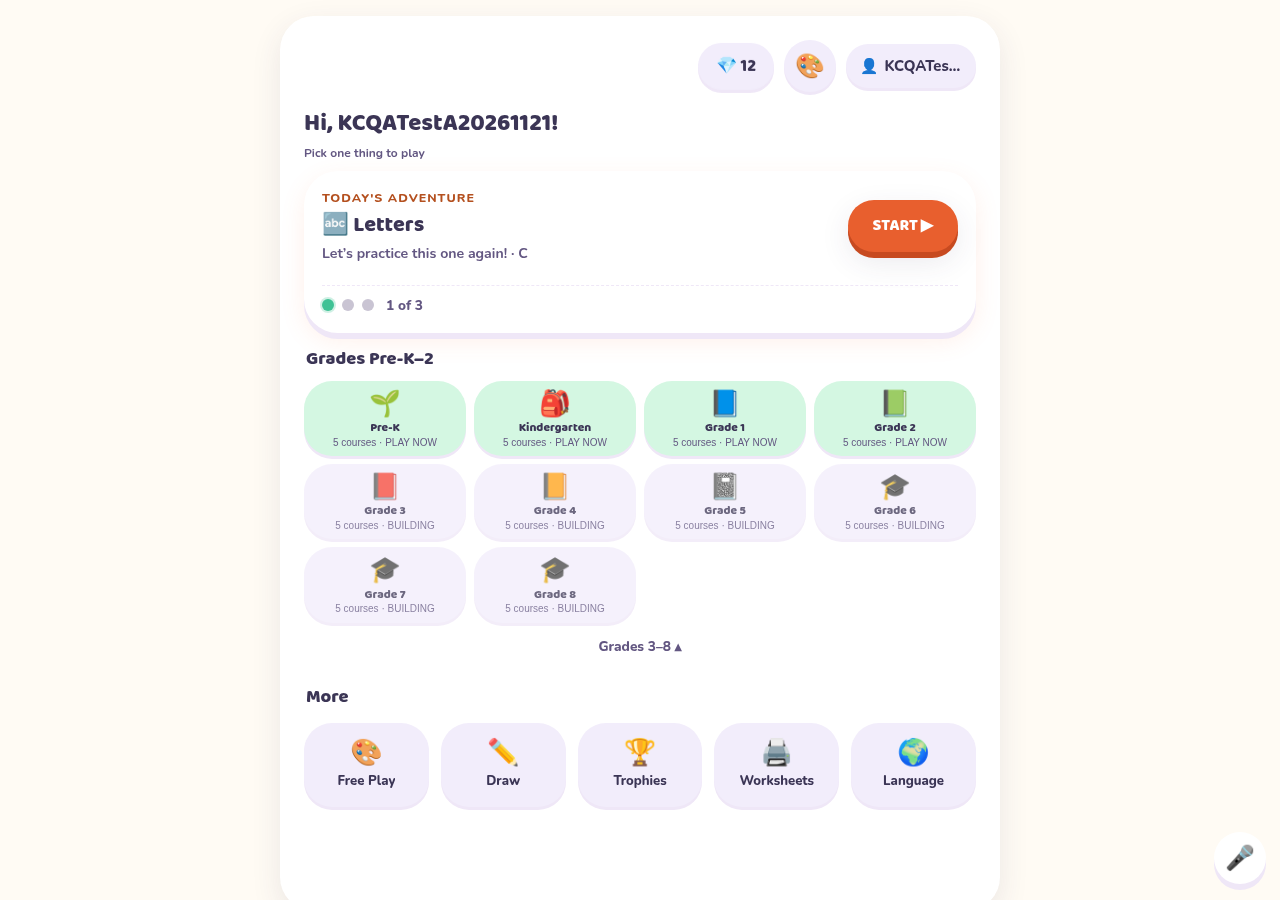 💎 12
🎨
👤 KCQATes...
Hi, KCQATestA20261121!
Pick one thing to play
TODAY'S ADVENTURE
🔤 Letters
Let's practice this one again! · C
START ▶
1 of 3
Grades Pre-K–2
Pre-K
5 courses · PLAY NOW
Kindergarten
5 courses · PLAY NOW
Grade 1
5 courses · PLAY NOW
Grade 2
5 courses · PLAY NOW
Grade 3
5 courses · BUILDING
Grade 4
5 courses · BUILDING
Grade 5
5 courses · BUILDING
Grade 6
5 courses · BUILDING
Grade 7
5 courses · BUILDING
Grade 8
5 courses · BUILDING
Grades 3–8 ▴
More
Free Play
Draw
Trophies
Worksheets
Language